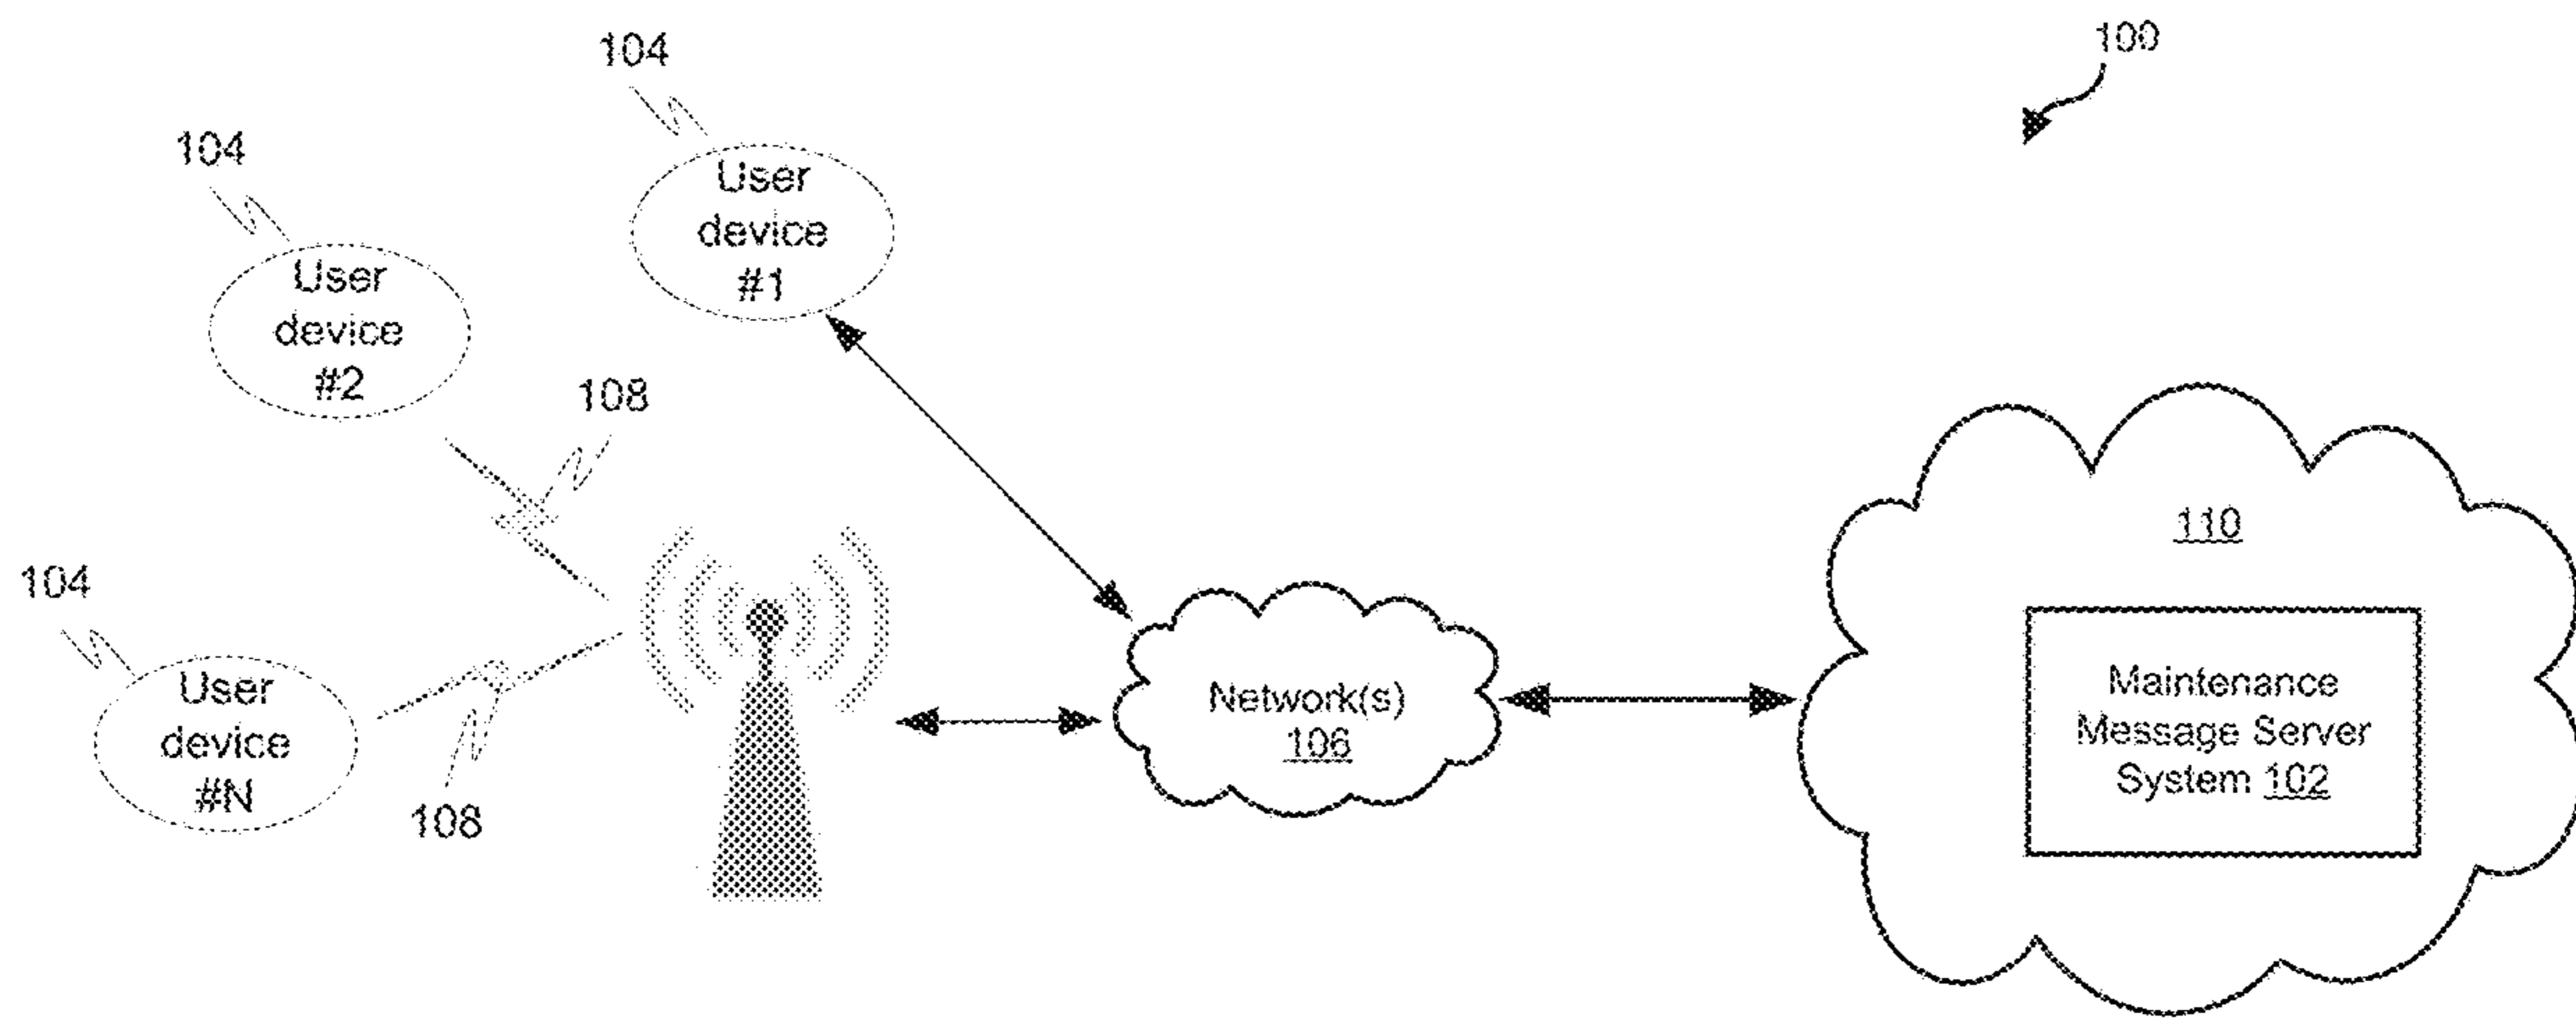 100
104
User
device
#1
104
User
device
#2
108
104
User
device
#N
108
Network(s)
106
110
Maintenance
Message Server
System 102